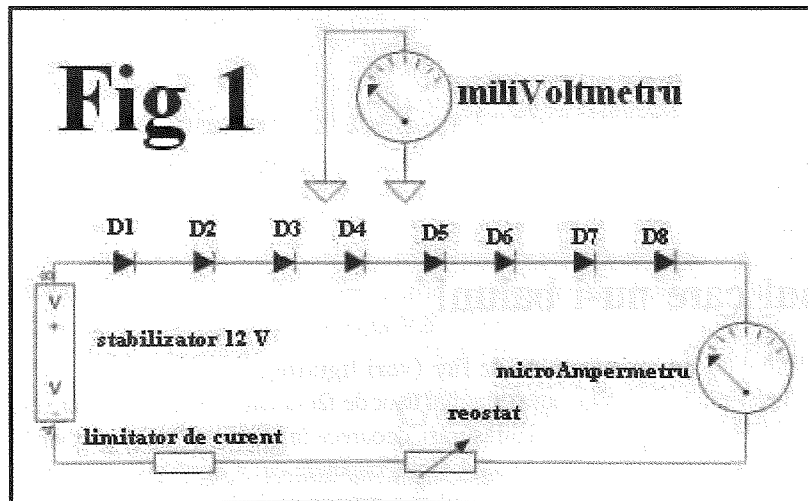 Fig 1
miliVoltmetru
D1 D2 D3 D4 D5 D6 D7 D8
V
+
stabilizator 12 V
V
microAmpermetru
reostat
limitator de curent